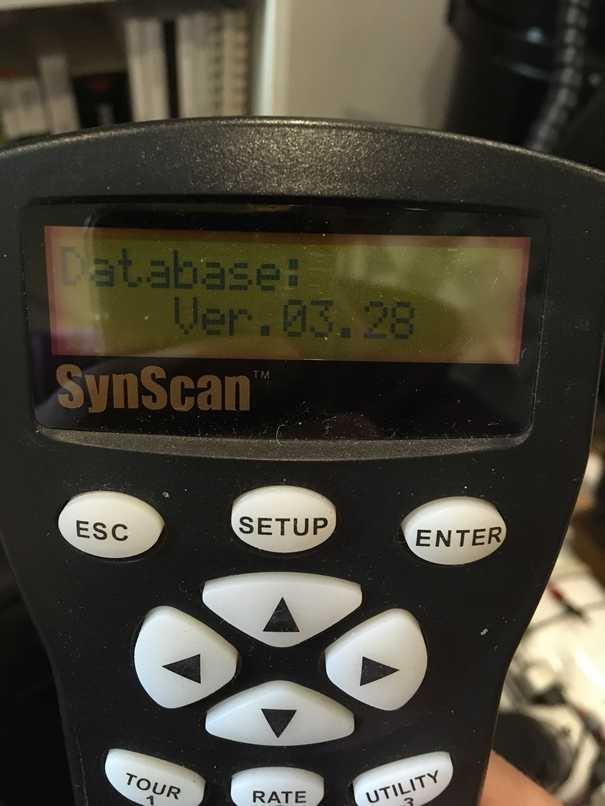 Database:
Ver.03.28
SynScan™
ESC
SETUP
ENTER
TOUR
RATE
UTILITY
1
3